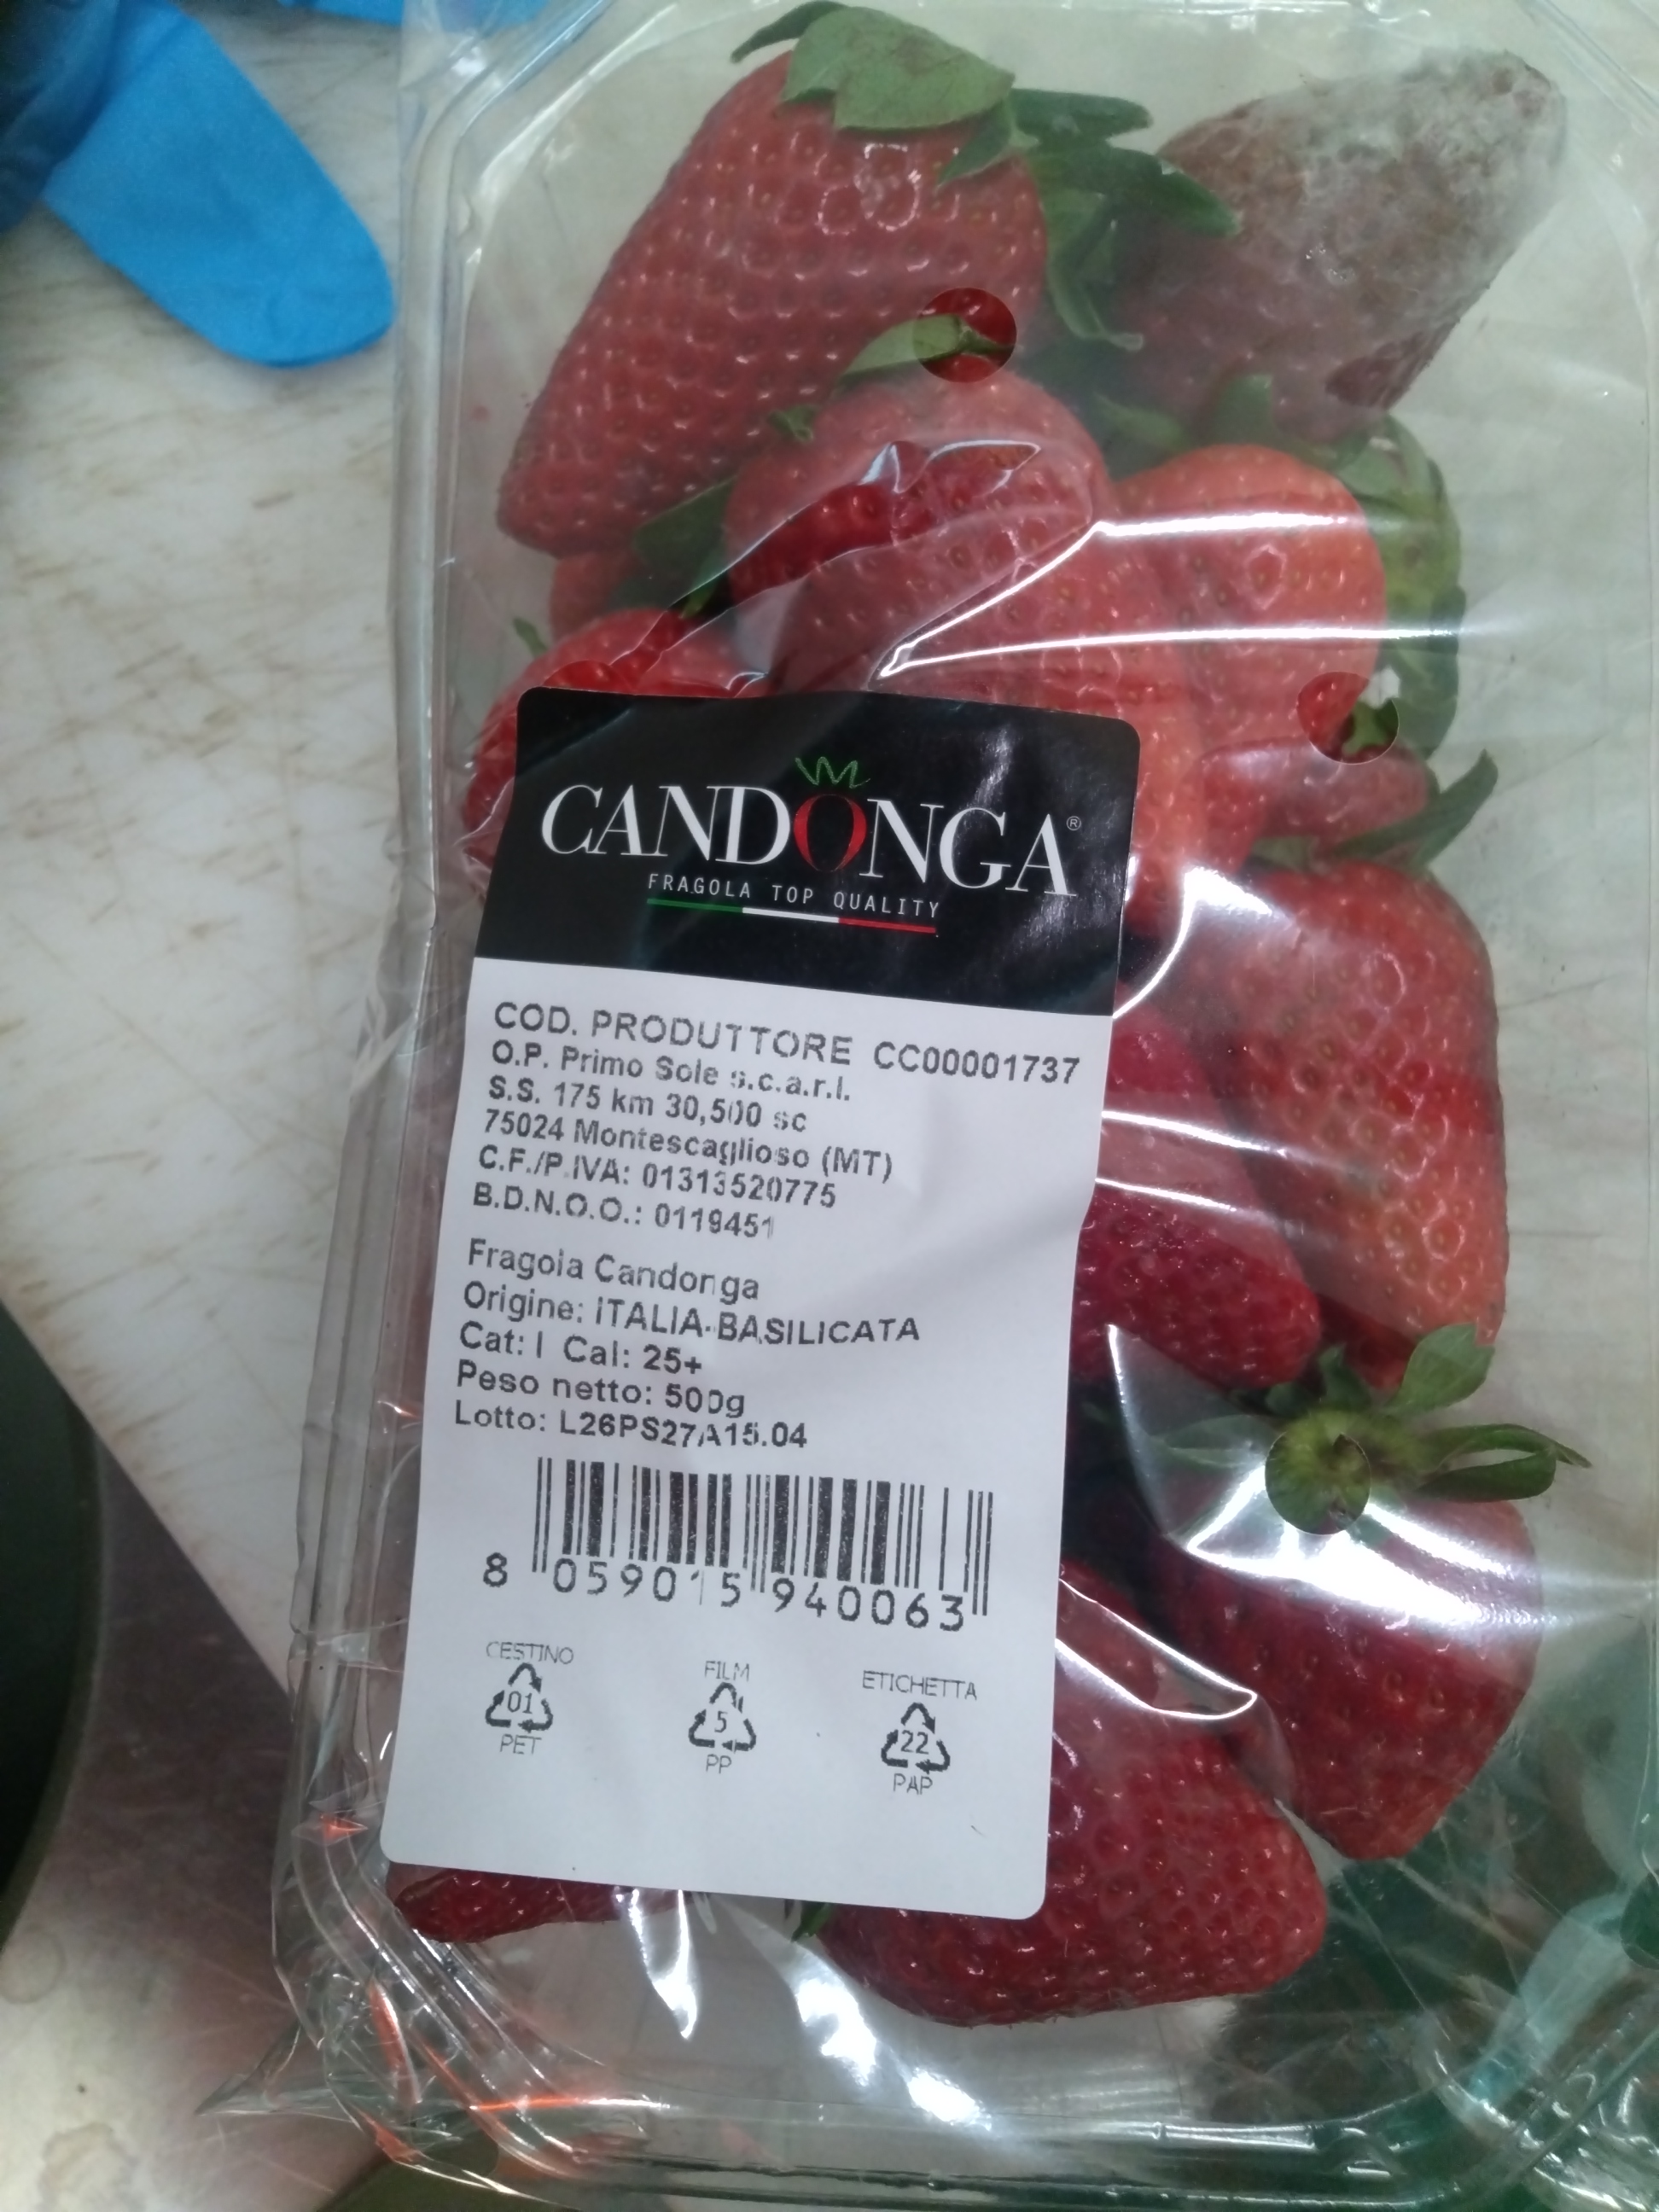 CANDONGA®
FRAGOLA TOP QUALITY
COD. PRODUTTORE CC00001737
O.P. Primo Sole s.c.a.r.l.
S.S. 175 km 30,500 sc
75024 Montescaglioso (MT)
C.F./P.IVA: 01313520775
B.D.N.O.O.: 0119451
Fragola Candonga
Origine: ITALIA-BASILICATA
Cat: I Cal: 25+
Peso netto: 500g
Lotto: L26PS27A15.04
8 059015 940063
CESTINO FILM ETICHETTA
01 5 22
PET PP PAP